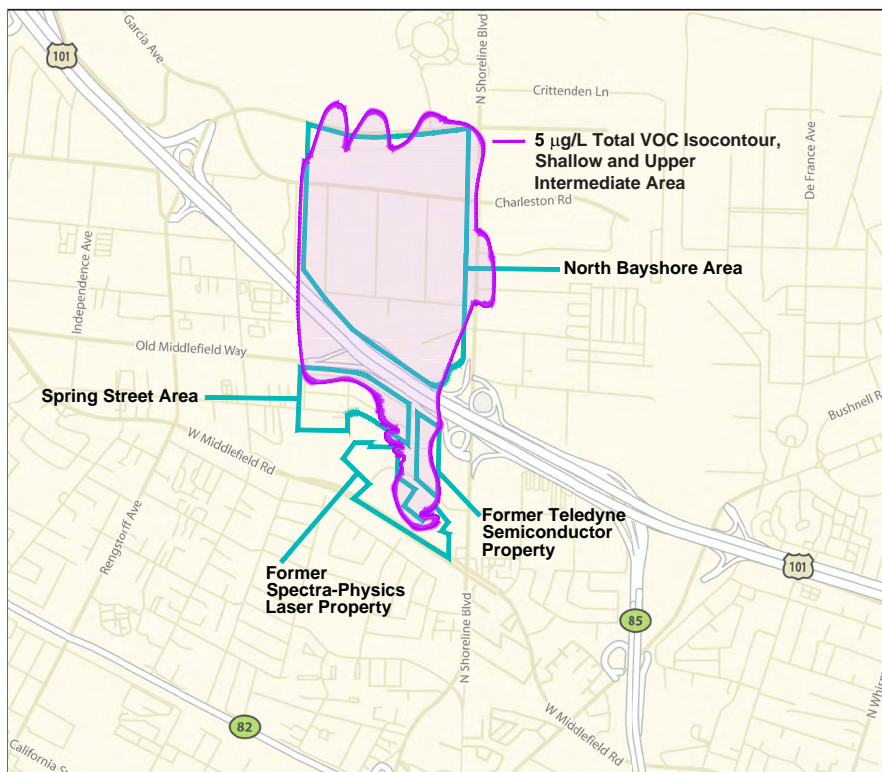 Garcia Ave
101
N Shoreline Blvd
Crittenden Ln
5 µg/L Total VOC Isocontour,
Shallow and Upper
Intermediate Area
De France Ave
Charleston Rd
Independence Ave
North Bayshore Area
Old Middlefield Way
Spring Street Area
Bushnell R
W Middlefield Rd
Former Teledyne
Semiconductor
Property
Rengstorff Ave
Former
Spectra-Physics
Laser Property
101
85
N Shoreline Blvd
82
W Middlefield Rd
N Whism
California S